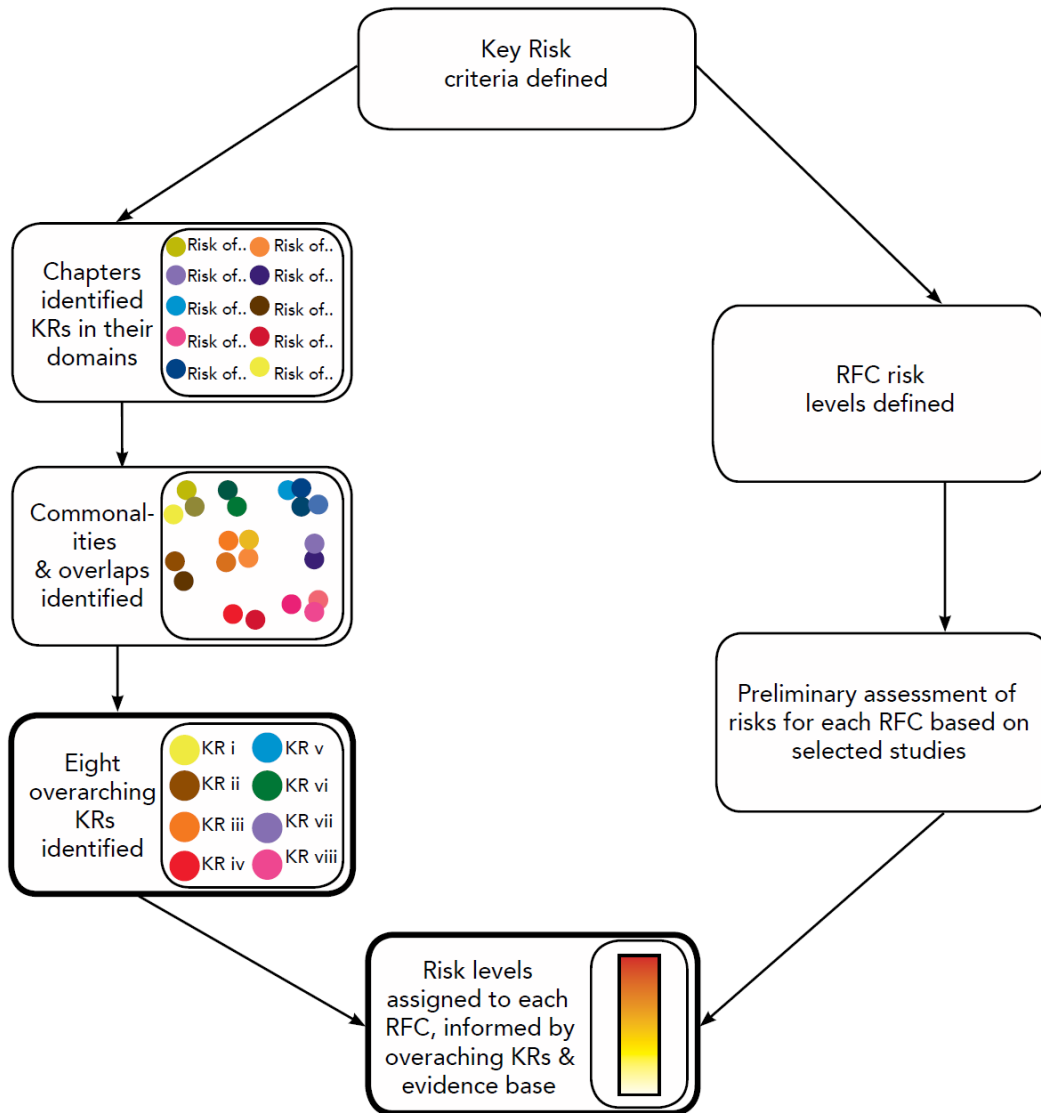 Key Risk
criteria defined
Chapters
identified
KRs in their
domains
Risk of.. Risk of..
Risk of.. Risk of..
Risk of.. Risk of..
Risk of.. Risk of..
Risk of.. Risk of..
RFC risk
levels defined
Commonal-
ities
& overlaps
identified
Preliminary assessment of
risks for each RFC based on
selected studies
Eight
overarching
KRs
identified
KR i KR v
KR ii KR vi
KR iii KR vii
KR iv KR viii
Risk levels
assigned to each
RFC, informed by
overaching KRs &
evidence base